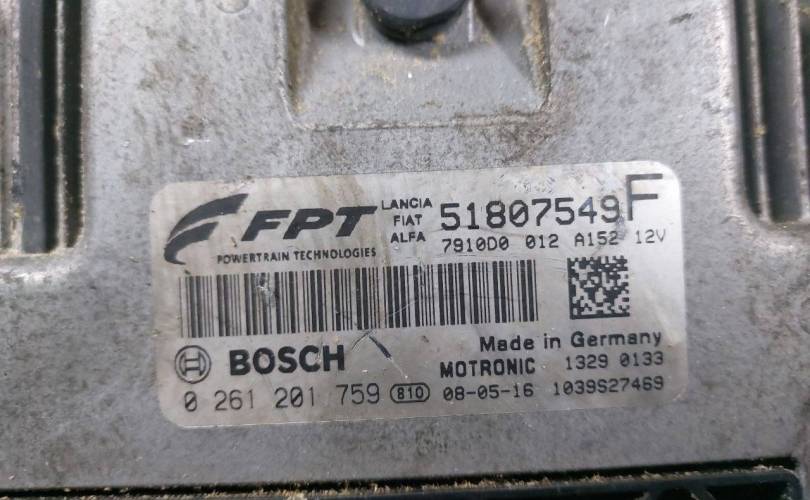 FPT
POWERTRAIN TECHNOLOGIES
LANCIA
FIAT
ALFA
51807549 F
7910D0 012 A152 12V
BOSCH
0 261 201 759 810
Made in Germany
MOTRONIC 1329 0133
08-05-16 1039S27469